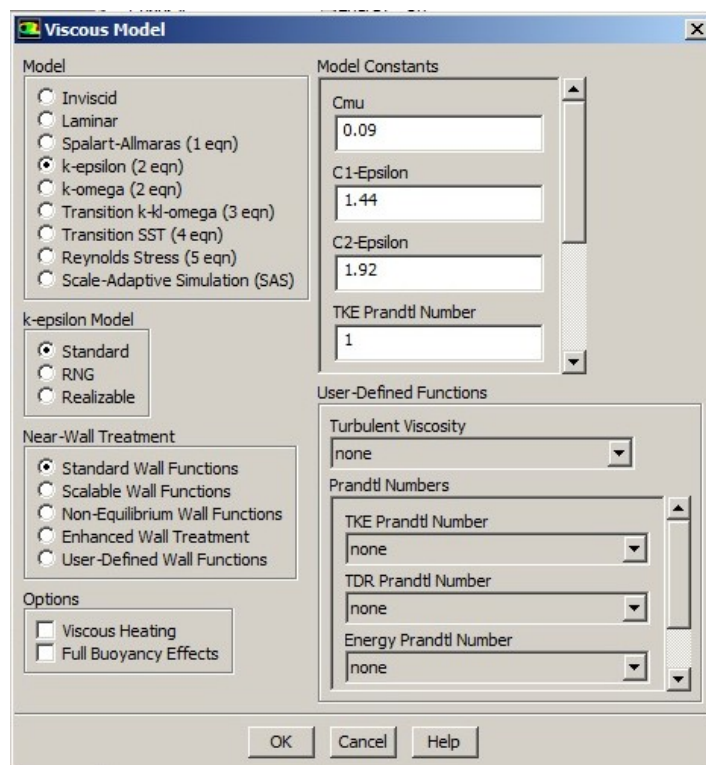 Viscous Model
Model
Inviscid
Laminar
Spalart-Allmaras (1 eqn)
k-epsilon (2 eqn)
k-omega (2 eqn)
Transition k-kl-omega (3 eqn)
Transition SST (4 eqn)
Reynolds Stress (5 eqn)
Scale-Adaptive Simulation (SAS)
k-epsilon Model
Standard
RNG
Realizable
Near-Wall Treatment
Standard Wall Functions
Scalable Wall Functions
Non-Equilibrium Wall Functions
Enhanced Wall Treatment
User-Defined Wall Functions
Options
Viscous Heating
Full Buoyancy Effects
Model Constants
Cmu
0.09
C1-Epsilon
1.44
C2-Epsilon
1.92
TKE Prandtl Number
1
User-Defined Functions
Turbulent Viscosity
none
Prandtl Numbers
TKE Prandtl Number
none
TDR Prandtl Number
none
Energy Prandtl Number
none
OK
Cancel
Help